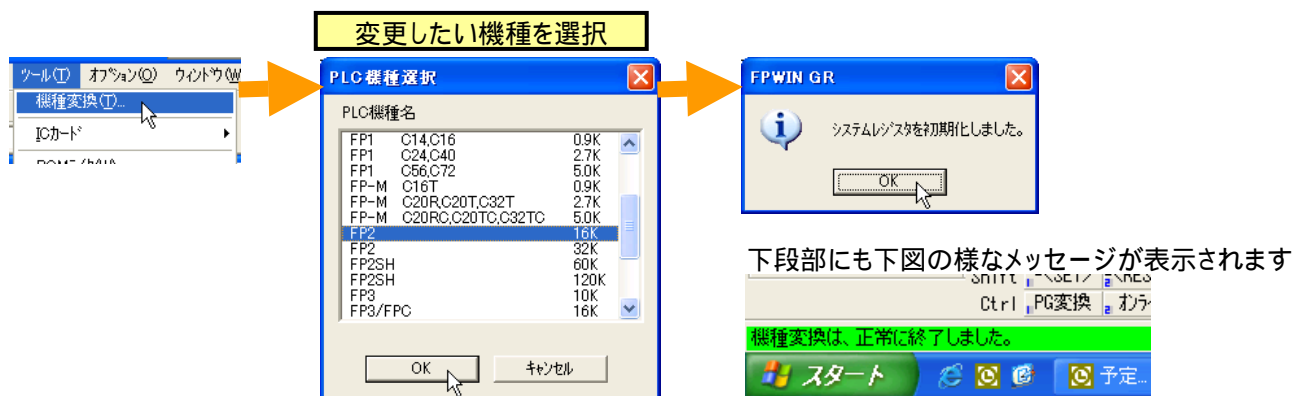 変更したい機種を選択
ツール(T) オプション(O) ウィンドウ(W
機種変換(T)...
ICカード
PLC機種選択
PLC機種名
FP1 C14,C16 0.9K
FP1 C24,C40 2.7K
FP1 C56,C72 5.0K
FP-M C16T 0.9K
FP-M C20R,C20T,C32T 2.7K
FP-M C20RC,C20TC,C32TC 5.0K
FP2 16K
FP2 32K
FP2SH 60K
FP2SH 120K
FP3 10K
FP3/FPC 16K
OK キャンセル
FPWIN GR
システムレジスタを初期化しました。
OK
下段部にも下図の様なメッセージが表示されます
Shift
Ctrl 1 PG変換 2 オンラ
機種変換は、正常に終了しました。
スタート 予定...